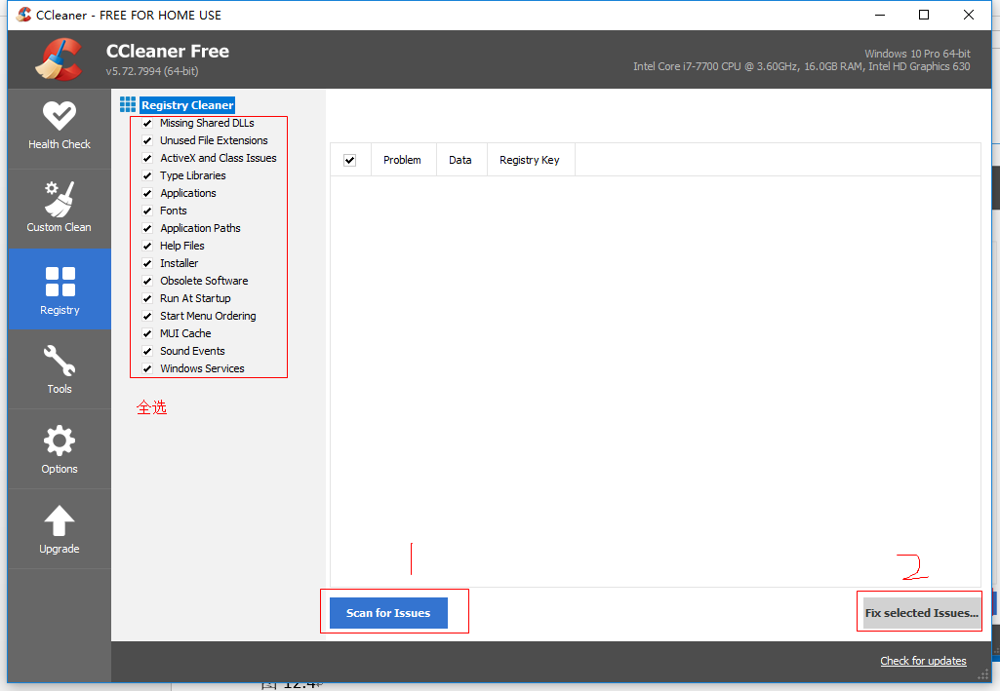 CCleaner - FREE FOR HOME USE
CCleaner Free
v5.72.7994 (64-bit)
Windows 10 Pro 64-bit
Intel Core i7-7700 CPU @ 3.60GHz, 16.0GB RAM, Intel HD Graphics 630
Health Check
Custom Clean
Registry
Tools
Options
Upgrade
Registry Cleaner
Missing Shared DLLs
Unused File Extensions
ActiveX and Class Issues
Type Libraries
Applications
Fonts
Application Paths
Help Files
Installer
Obsolete Software
Run At Startup
Start Menu Ordering
MUI Cache
Sound Events
Windows Services
全选
Problem Data Registry Key
1
2
Scan for Issues
Fix selected Issues...
Check for updates
图 12.4